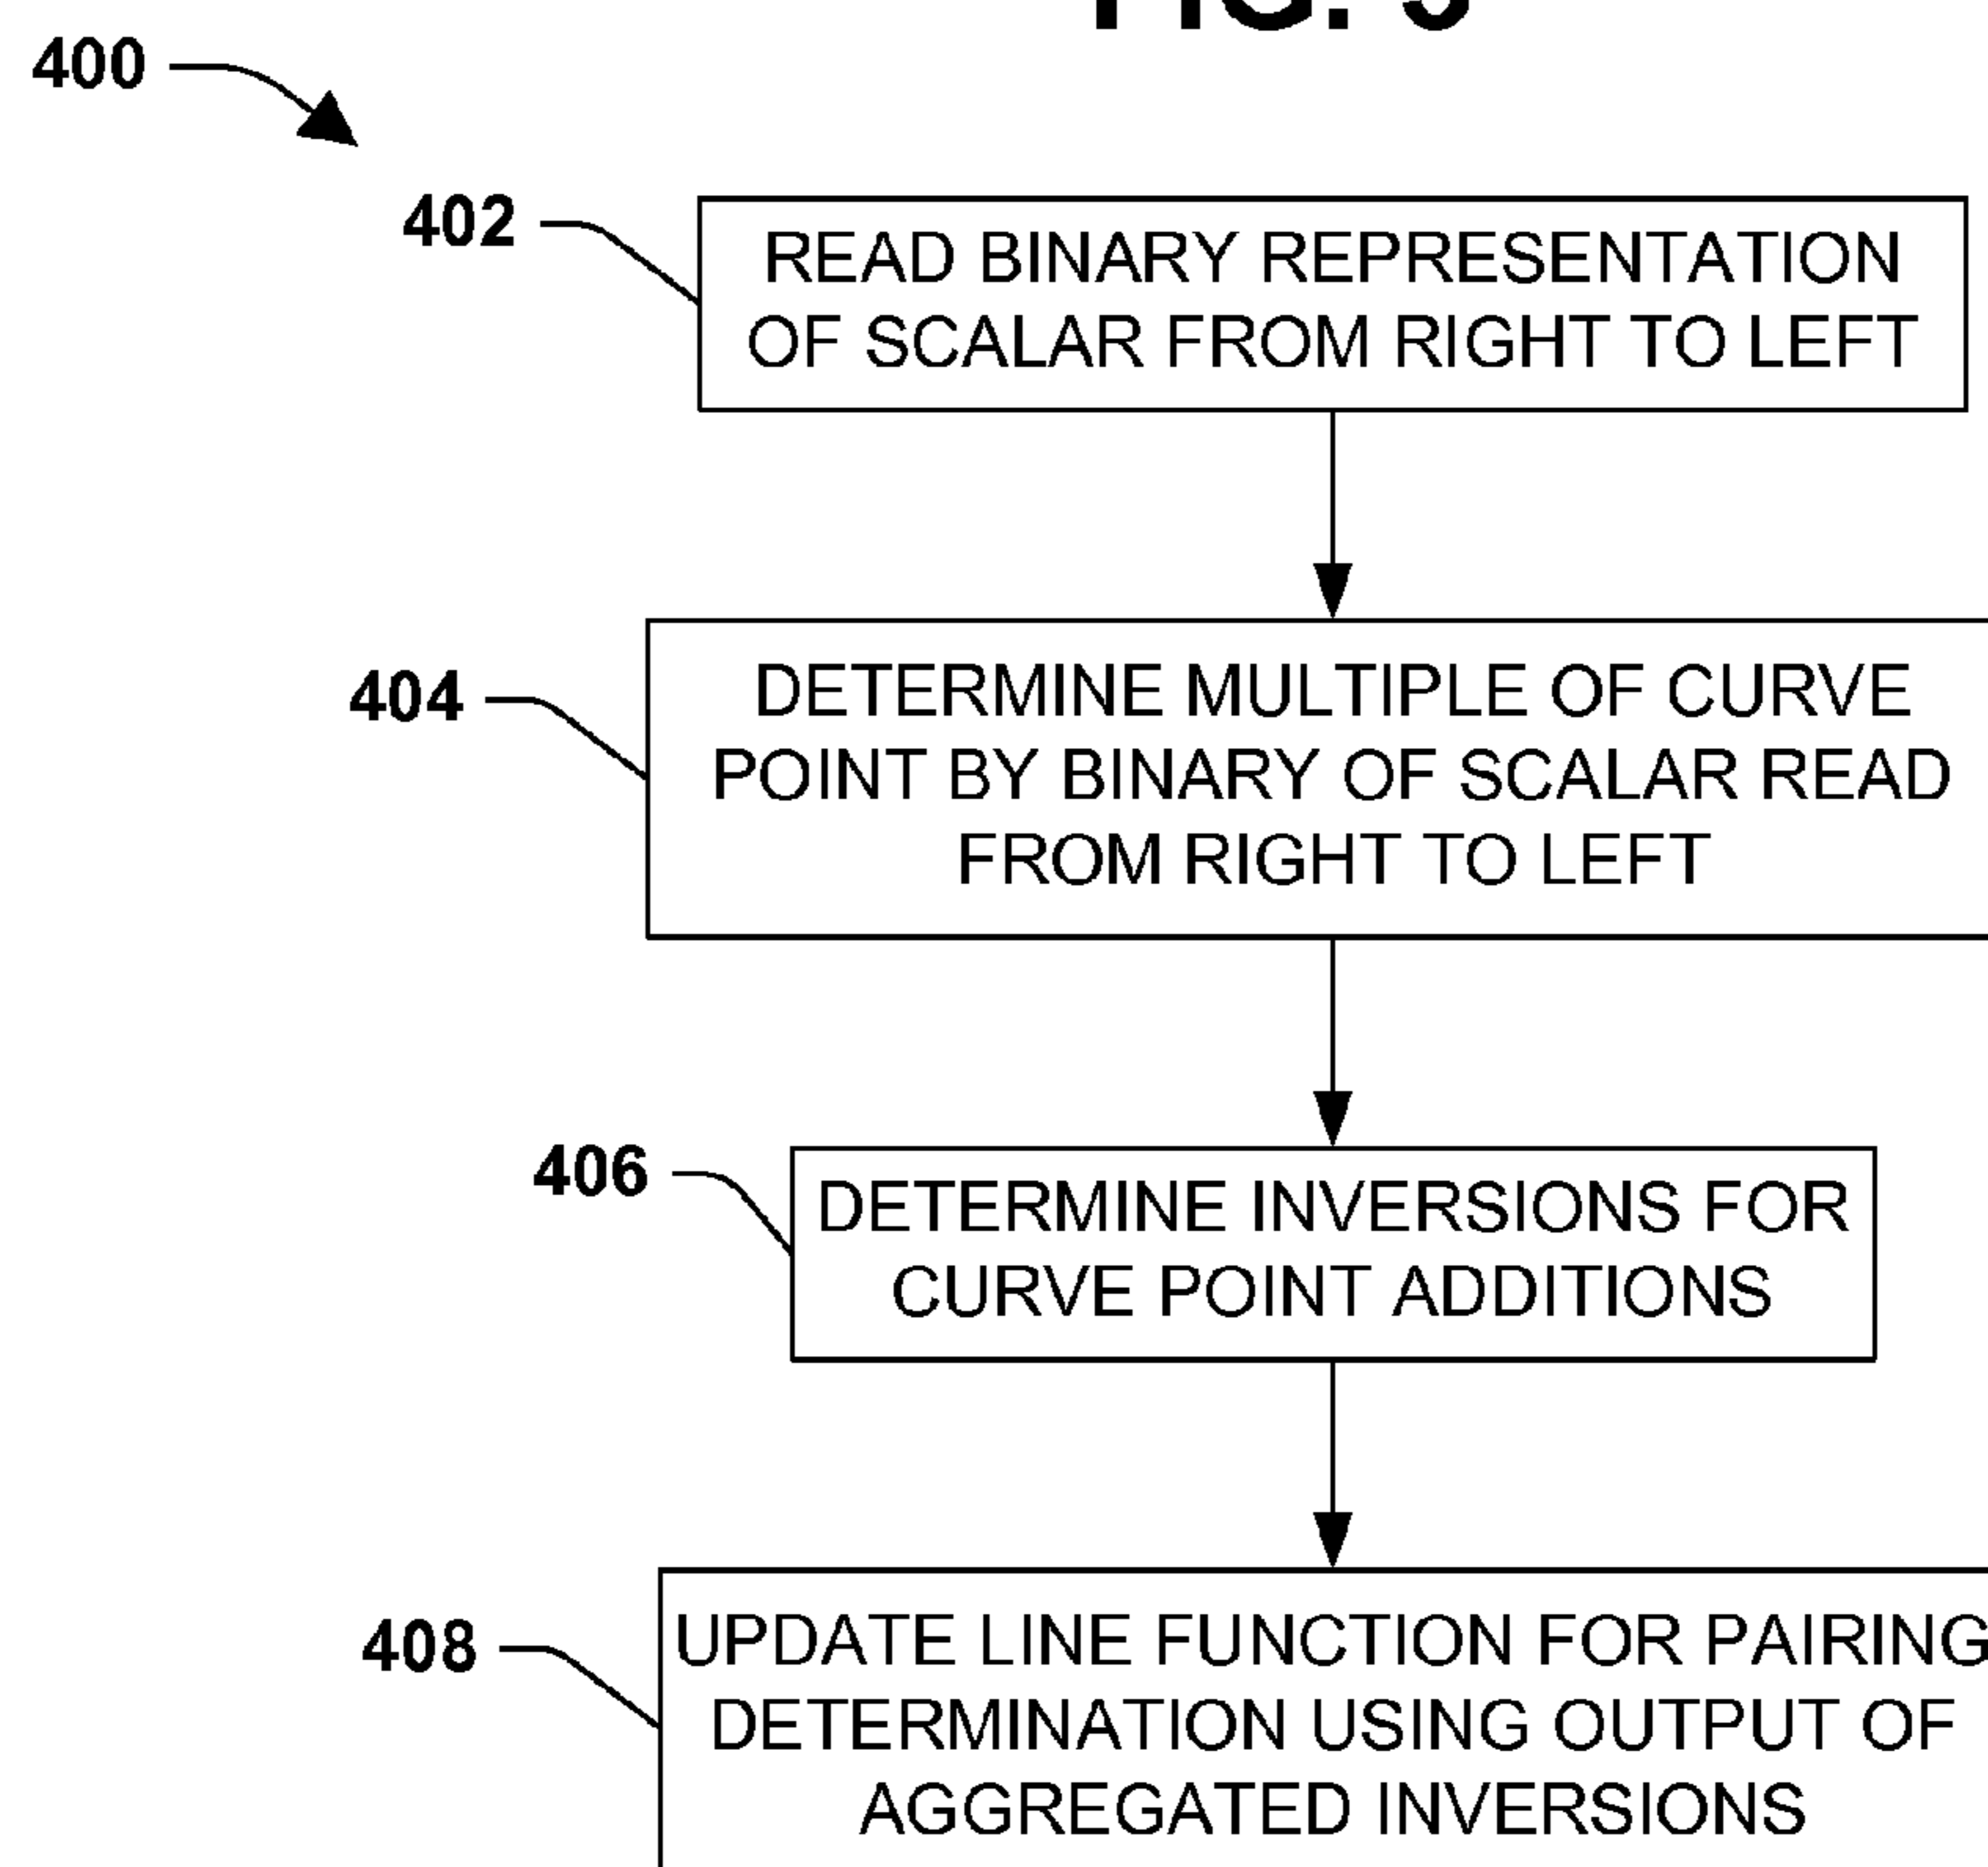 FIG.
400
402
READ BINARY REPRESENTATION
OF SCALAR FROM RIGHT TO LEFT
404
DETERMINE MULTIPLE OF CURVE
POINT BY BINARY OF SCALAR READ
FROM RIGHT TO LEFT
406
DETERMINE INVERSIONS FOR
CURVE POINT ADDITIONS
408
UPDATE LINE FUNCTION FOR PAIRING
DETERMINATION USING OUTPUT OF
AGGREGATED INVERSIONS